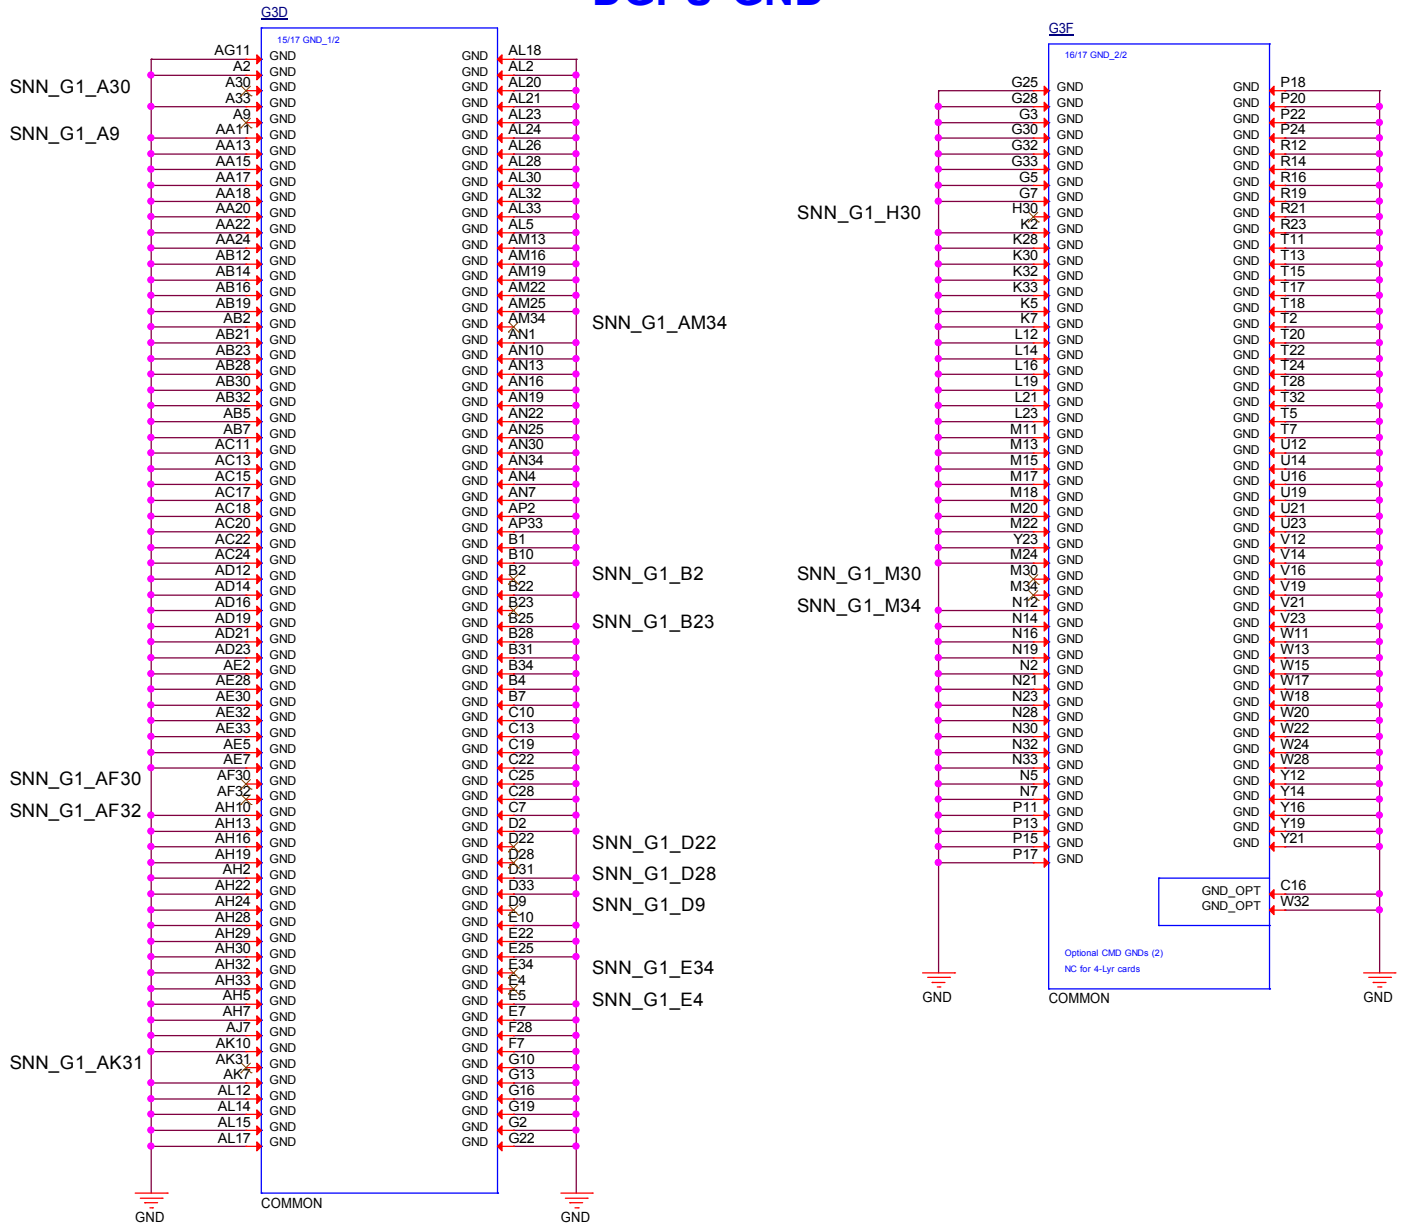 DGPU GND
G3D
15/17 GND_1/2
AG11 GND GND AL18
A2 GND GND AL2
SNN_G1_A30 A30 GND GND AL20
A33 GND GND AL21
A9 GND GND AL23
SNN_G1_A9 AA11 GND GND AL24
AA13 GND GND AL26
AA15 GND GND AL28
AA17 GND GND AL30
AA18 GND GND AL32
AA20 GND GND AL33
AA22 GND GND AL5
AA24 GND GND AM13
AB12 GND GND AM16
AB14 GND GND AM19
AB16 GND GND AM22
AB19 GND GND AM25
AB2 GND GND AM34 SNN_G1_AM34
AB21 GND GND AN1
AB23 GND GND AN10
AB28 GND GND AN13
AB30 GND GND AN16
AB32 GND GND AN19
AB5 GND GND AN22
AB7 GND GND AN25
AC11 GND GND AN30
AC13 GND GND AN34
AC15 GND GND AN4
AC17 GND GND AN7
AC18 GND GND AP2
AC20 GND GND AP33
AC22 GND GND B1
AC24 GND GND B10
AD12 GND GND B2 SNN_G1_B2
AD14 GND GND B22
AD16 GND GND B23
AD19 GND GND B25 SNN_G1_B23
AD21 GND GND B28
AD23 GND GND B31
AE2 GND GND B34
AE28 GND GND B4
AE30 GND GND B7
AE32 GND GND C10
AE33 GND GND C13
AE5 GND GND C19
AE7 GND GND C22
SNN_G1_AF30 AF30 GND GND C25
AF32 GND GND C28
SNN_G1_AF32 AH10 GND GND C7
AH13 GND GND D2
AH16 GND GND D22 SNN_G1_D22
AH19 GND GND D28
AH2 GND GND D31 SNN_G1_D28
AH22 GND GND D33
AH24 GND GND D9 SNN_G1_D9
AH28 GND GND E10
AH29 GND GND E22
AH30 GND GND E25
AH32 GND GND E34 SNN_G1_E34
AH33 GND GND E4
AH5 GND GND E5 SNN_G1_E4
AH7 GND GND E7
AJ7 GND GND F28
AK10 GND GND F7
SNN_G1_AK31 AK31 GND GND G10
AK7 GND GND G13
AL12 GND GND G16
AL14 GND GND G19
AL15 GND GND G2
AL17 GND GND G22
COMMON
GND
GND
G3F
16/17 GND_2/2
G25 GND GND P18
G28 GND GND P20
G3 GND GND P22
G30 GND GND P24
G32 GND GND R12
G33 GND GND R14
G5 GND GND R16
G7 GND GND R19
SNN_G1_H30 H30 GND GND R21
K2 GND GND R23
K28 GND GND T11
K30 GND GND T13
K32 GND GND T15
K33 GND GND T17
K5 GND GND T18
K7 GND GND T2
L12 GND GND T20
L14 GND GND T22
L16 GND GND T24
L19 GND GND T28
L21 GND GND T32
L23 GND GND T5
M11 GND GND T7
M13 GND GND U12
M15 GND GND U14
M17 GND GND U16
M18 GND GND U19
M20 GND GND U21
M22 GND GND U23
Y23 GND GND V12
M24 GND GND V14
SNN_G1_M30 M30 GND GND V16
M34 GND GND V19
SNN_G1_M34 N12 GND GND V21
N14 GND GND V23
N16 GND GND W11
N19 GND GND W13
N2 GND GND W15
N21 GND GND W17
N23 GND GND W18
N28 GND GND W20
N30 GND GND W22
N32 GND GND W24
N33 GND GND W28
N5 GND GND Y12
N7 GND GND Y14
P11 GND GND Y16
P13 GND GND Y19
P15 GND GND Y21
P17 GND
GND_OPT C16
GND_OPT W32
Optional CMD GNDs (2)
NC for 4-Lyr cards
COMMON
GND
GND